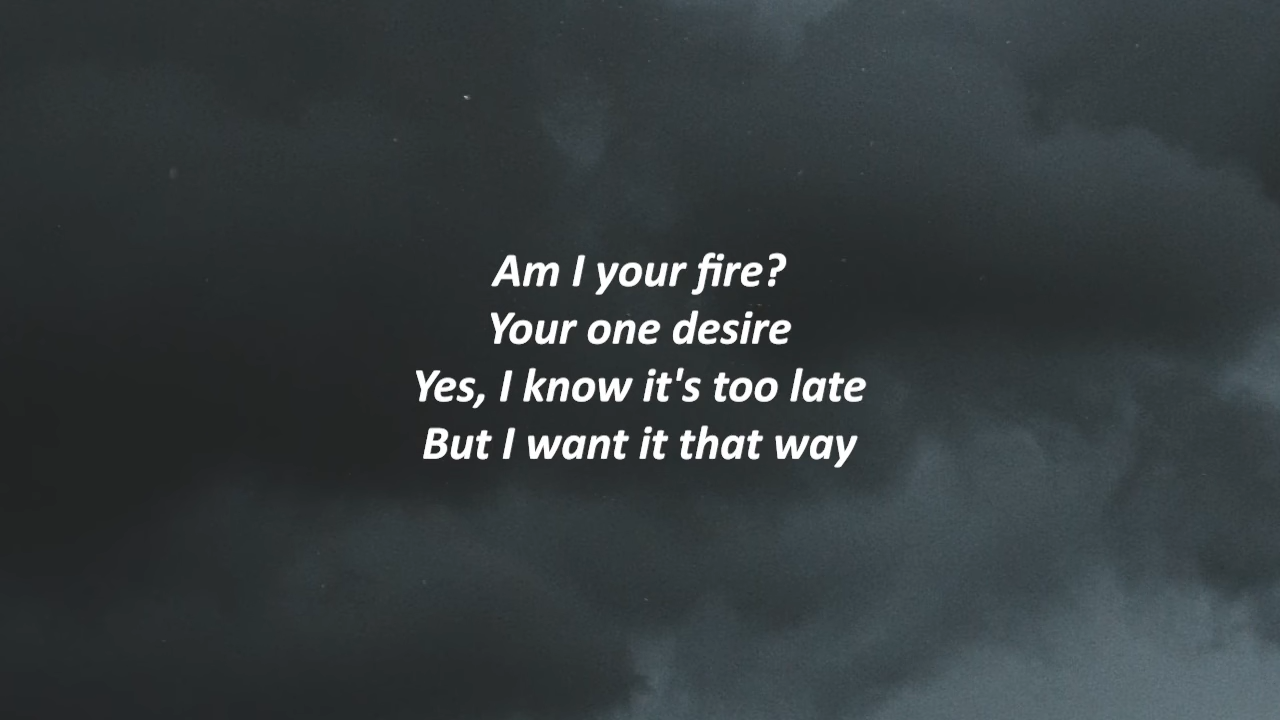 Am I your fire?
Your one desire
Yes, I know it's too late
But I want it that way